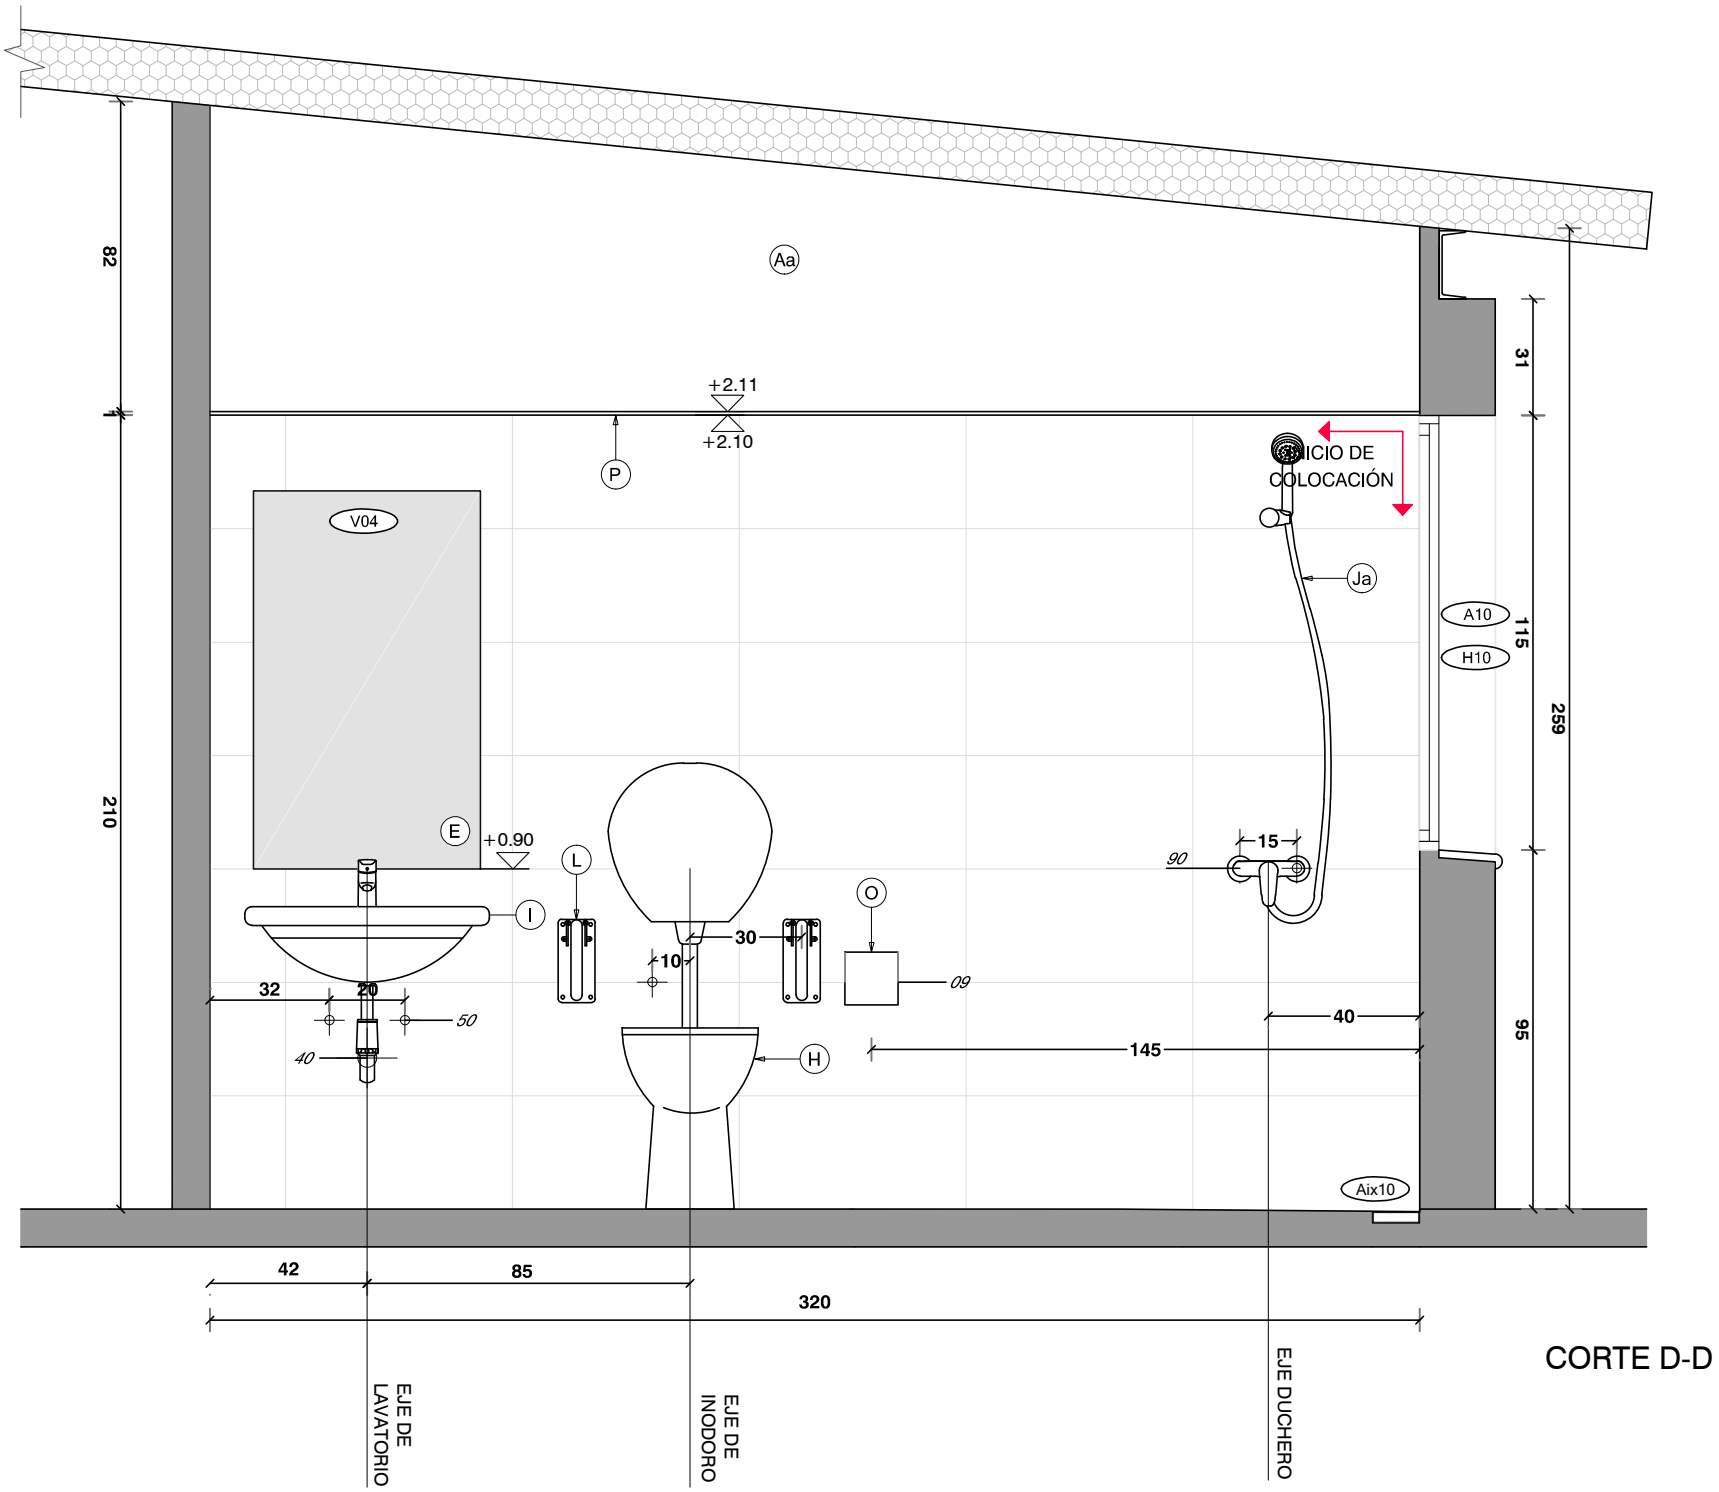 Aa
82
31
+2.11
1
+2.10
P
INICIO DE
COLOCACIÓN
V04
Ja
A10
115
H10
259
210
E
+0.90
L
15
90
O
I
30
10
32
20
60
50
40
40
95
145
H
Aix10
42
85
320
CORTE D-D
EJE DE
LAVATORIO
EJE DE
INODORO
EJE DUCHERO